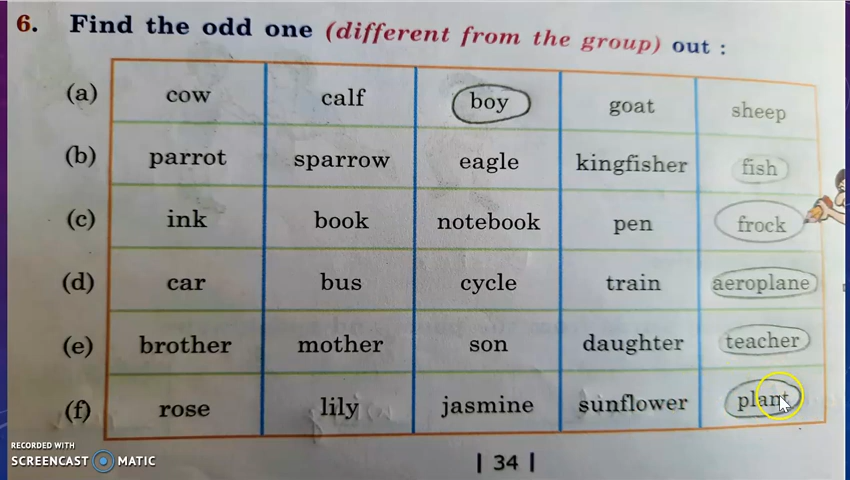 6. Find the odd one (different from the group) out :
(a) cow calf boy goat sheep
(b) parrot sparrow eagle kingfisher fish
(c) ink book notebook pen frock
(d) car bus cycle train aeroplane
(e) brother mother son daughter teacher
(f) rose lily jasmine sunflower plant
| 34 |
RECORDED WITH
SCREENCAST MATIC